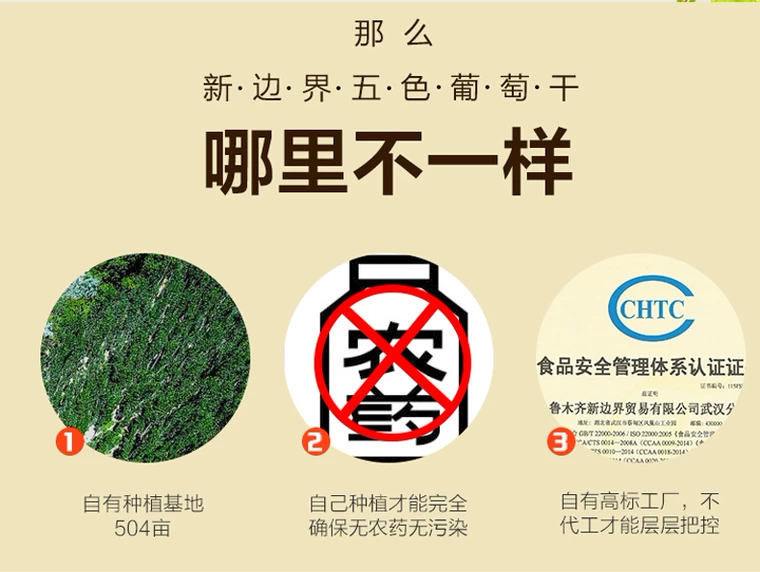 那么
新·边·界·五·色·葡·萄·干
哪里不一样
1
农
药
2
CHTC
食品安全管理体系认证证
兹证明
鲁木齐新边界贸易有限公司武汉分
3
自有种植基地
504亩
自己种植才能完全
确保无农药无污染
自有高标工厂，不
代工才能层层把控